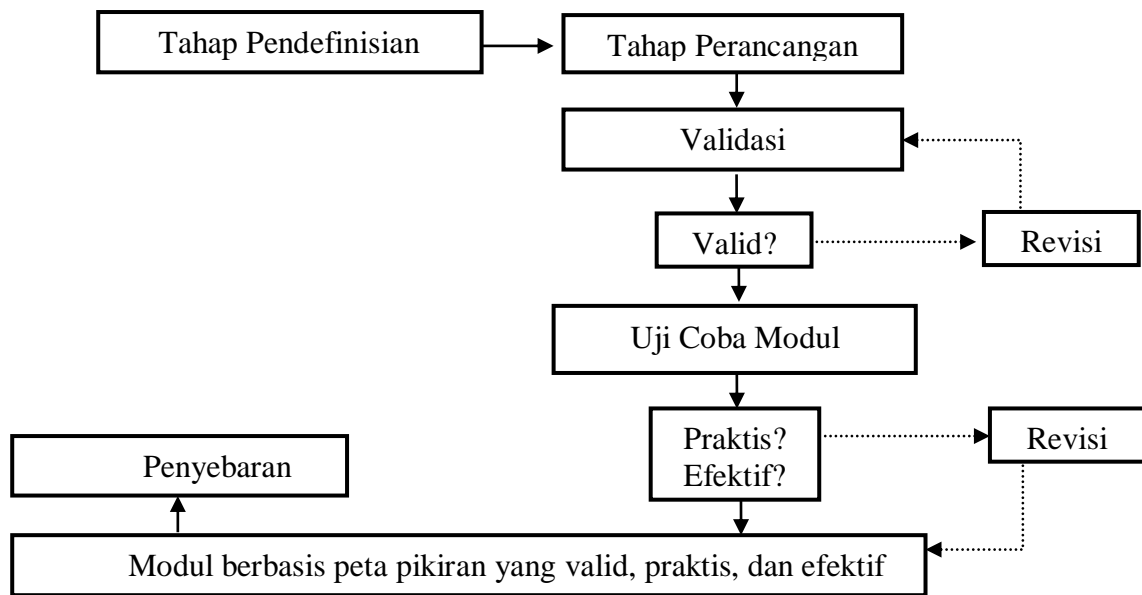 Tahap Pendefinisian
Tahap Perancangan
Validasi
Valid?
Revisi
Uji Coba Modul
Praktis?
Efektif?
Revisi
Penyebaran
Modul berbasis peta pikiran yang valid, praktis, dan efektif